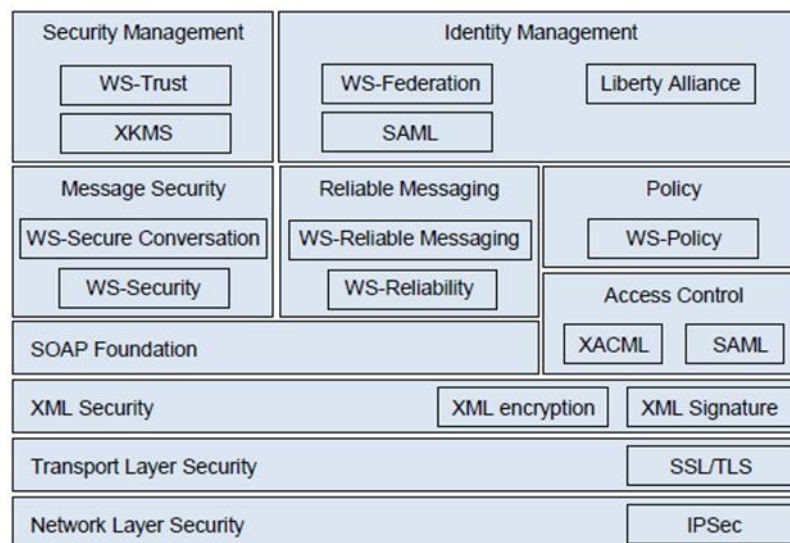 Security Management
WS-Trust
XKMS
Identity Management
WS-Federation
Liberty Alliance
SAML
Message Security
WS-Secure Conversation
WS-Security
Reliable Messaging
WS-Reliable Messaging
WS-Reliability
Policy
WS-Policy
Access Control
XACML
SAML
SOAP Foundation
XML Security
XML encryption
XML Signature
Transport Layer Security
SSL/TLS
Network Layer Security
IPSec